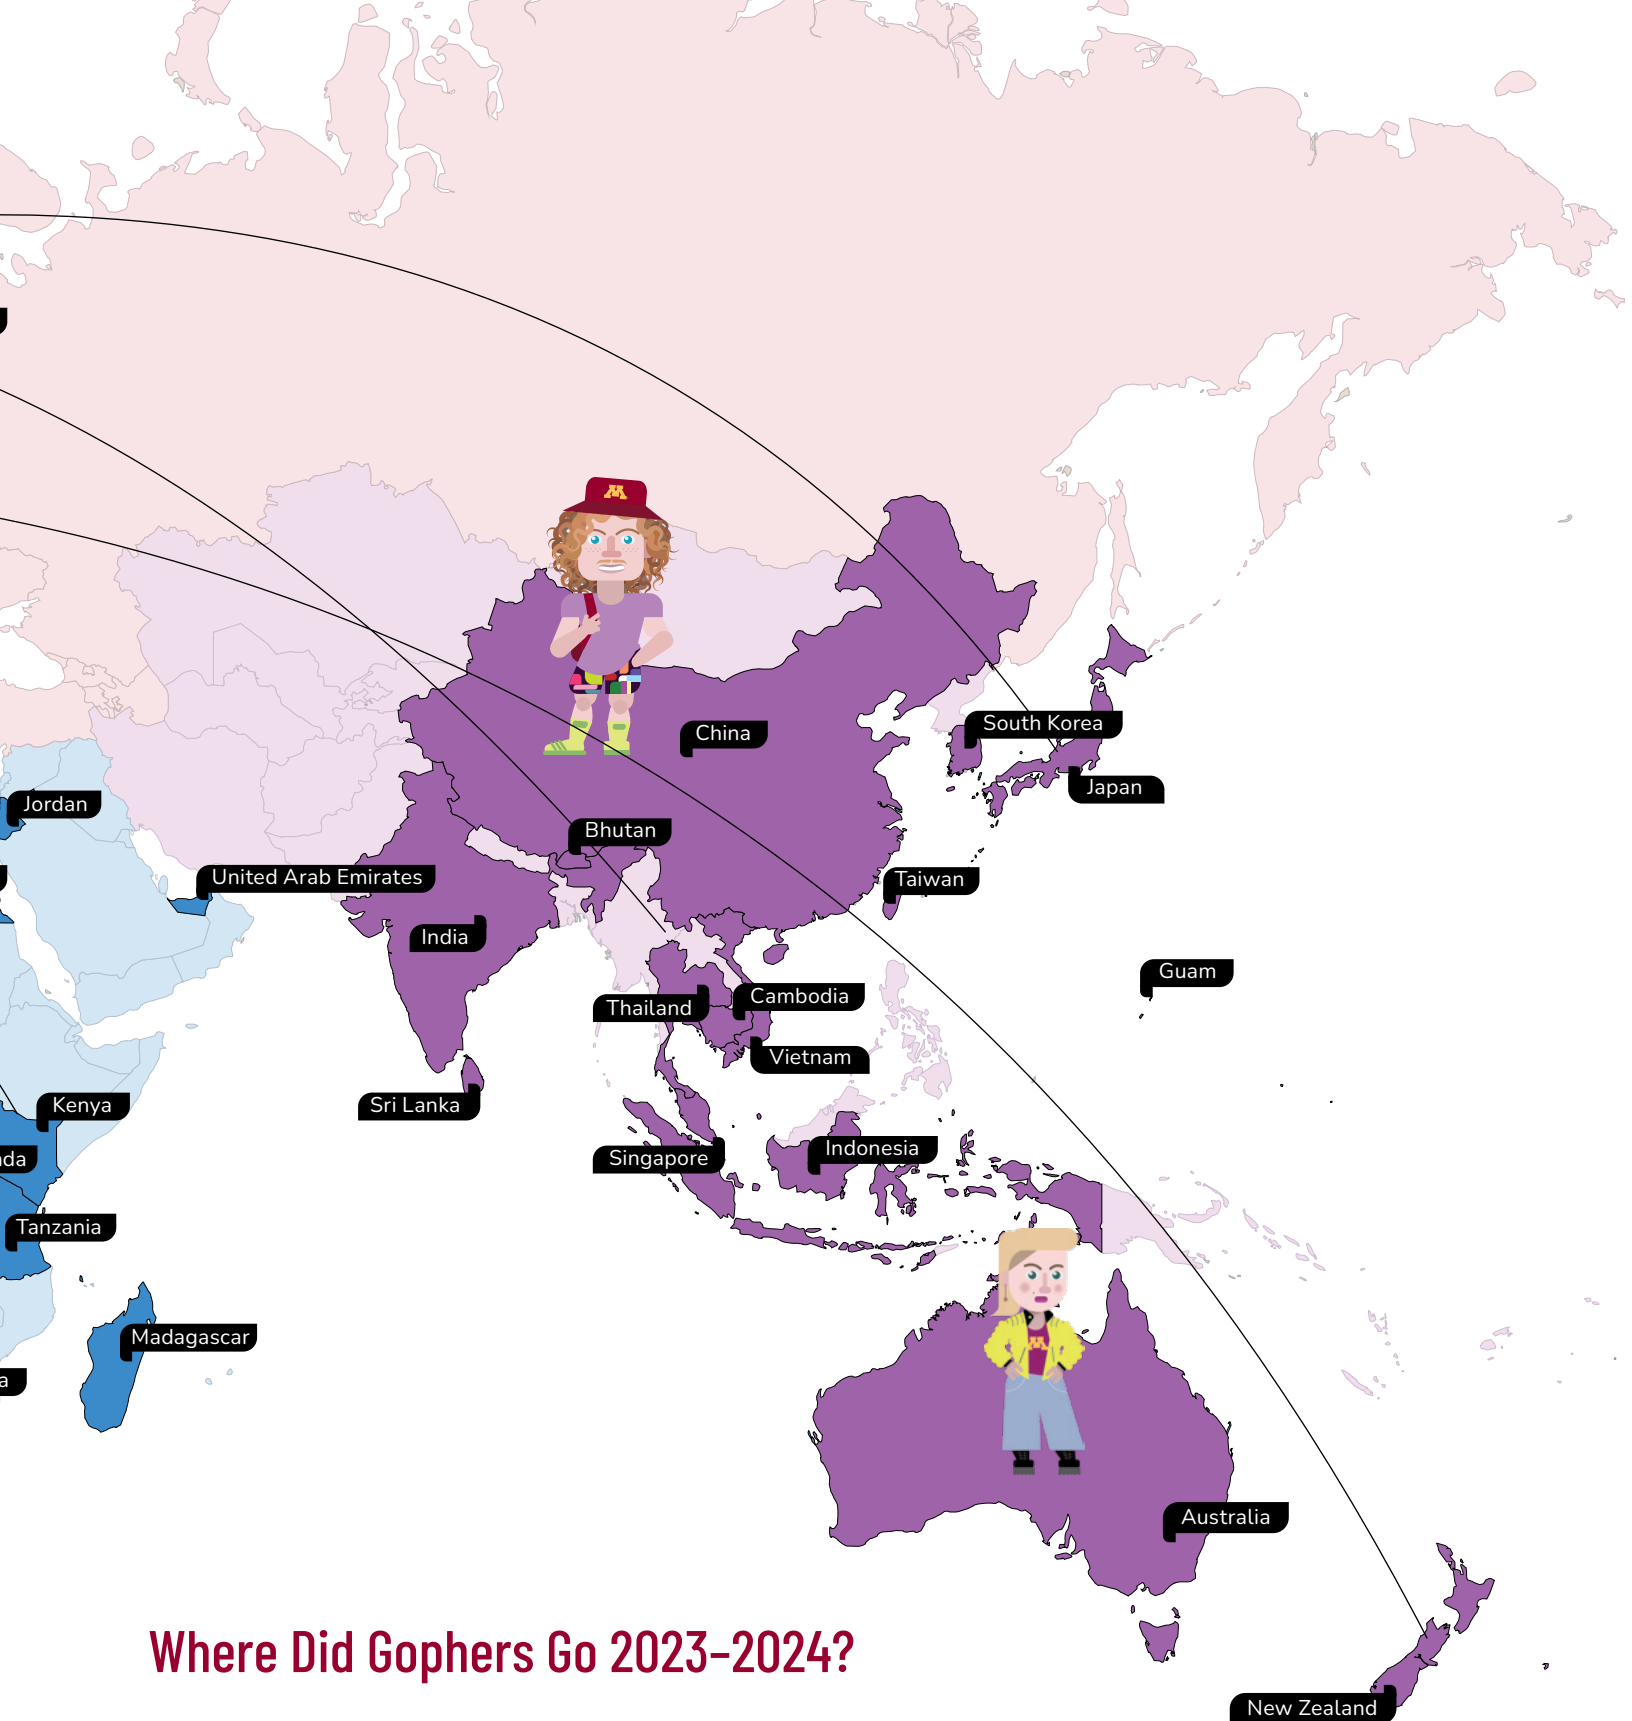 China
South Korea
Japan
Jordan
Bhutan
United Arab Emirates
Taiwan
India
Guam
Thailand
Cambodia
Vietnam
Kenya
Sri Lanka
nda
Singapore
Indonesia
Tanzania
Madagascar
a
Australia
Where Did Gophers Go 2023-2024?
New Zealand
M
M